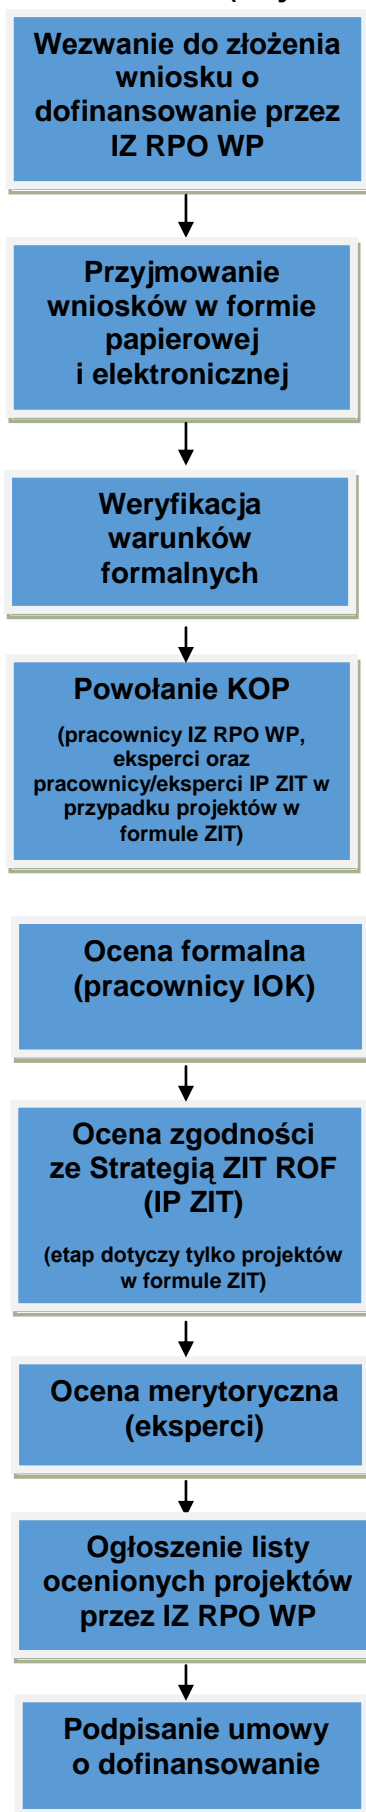 Wezwanie do złożenia
wniosku o
dofinansowanie przez
IZ RPO WP
Przyjmowanie
wniosków w formie
papierowej
i elektronicznej
Weryfikacja
warunków
formalnych
Powołanie KOP
(pracownicy IZ RPO WP,
eksperci oraz
pracownicy/eksperci IP ZIT w
przypadku projektów w
formule ZIT)
Ocena formalna
(pracownicy IOK)
Ocena zgodności
ze Strategią ZIT ROF
(IP ZIT)
(etap dotyczy tylko projektów
w formule ZIT)
Ocena merytoryczna
(eksperci)
Ogłoszenie listy
ocenionych projektów
przez IZ RPO WP
Podpisanie umowy
o dofinansowanie